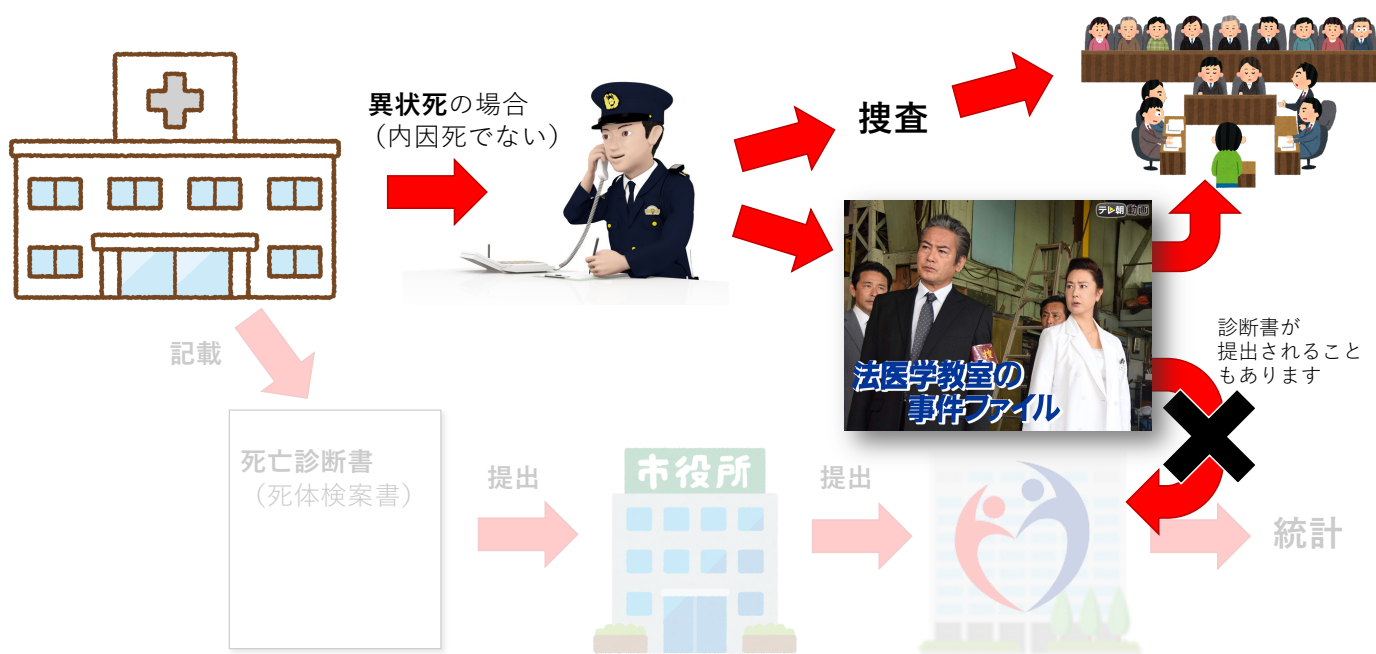 異状死の場合
（内因死でない）
捜査
テレ朝動画
法医学教室の
事件ファイル
診断書が
提出されること
もあります
記載
死亡診断書
（死体検案書）
提出
市役所
提出
統計